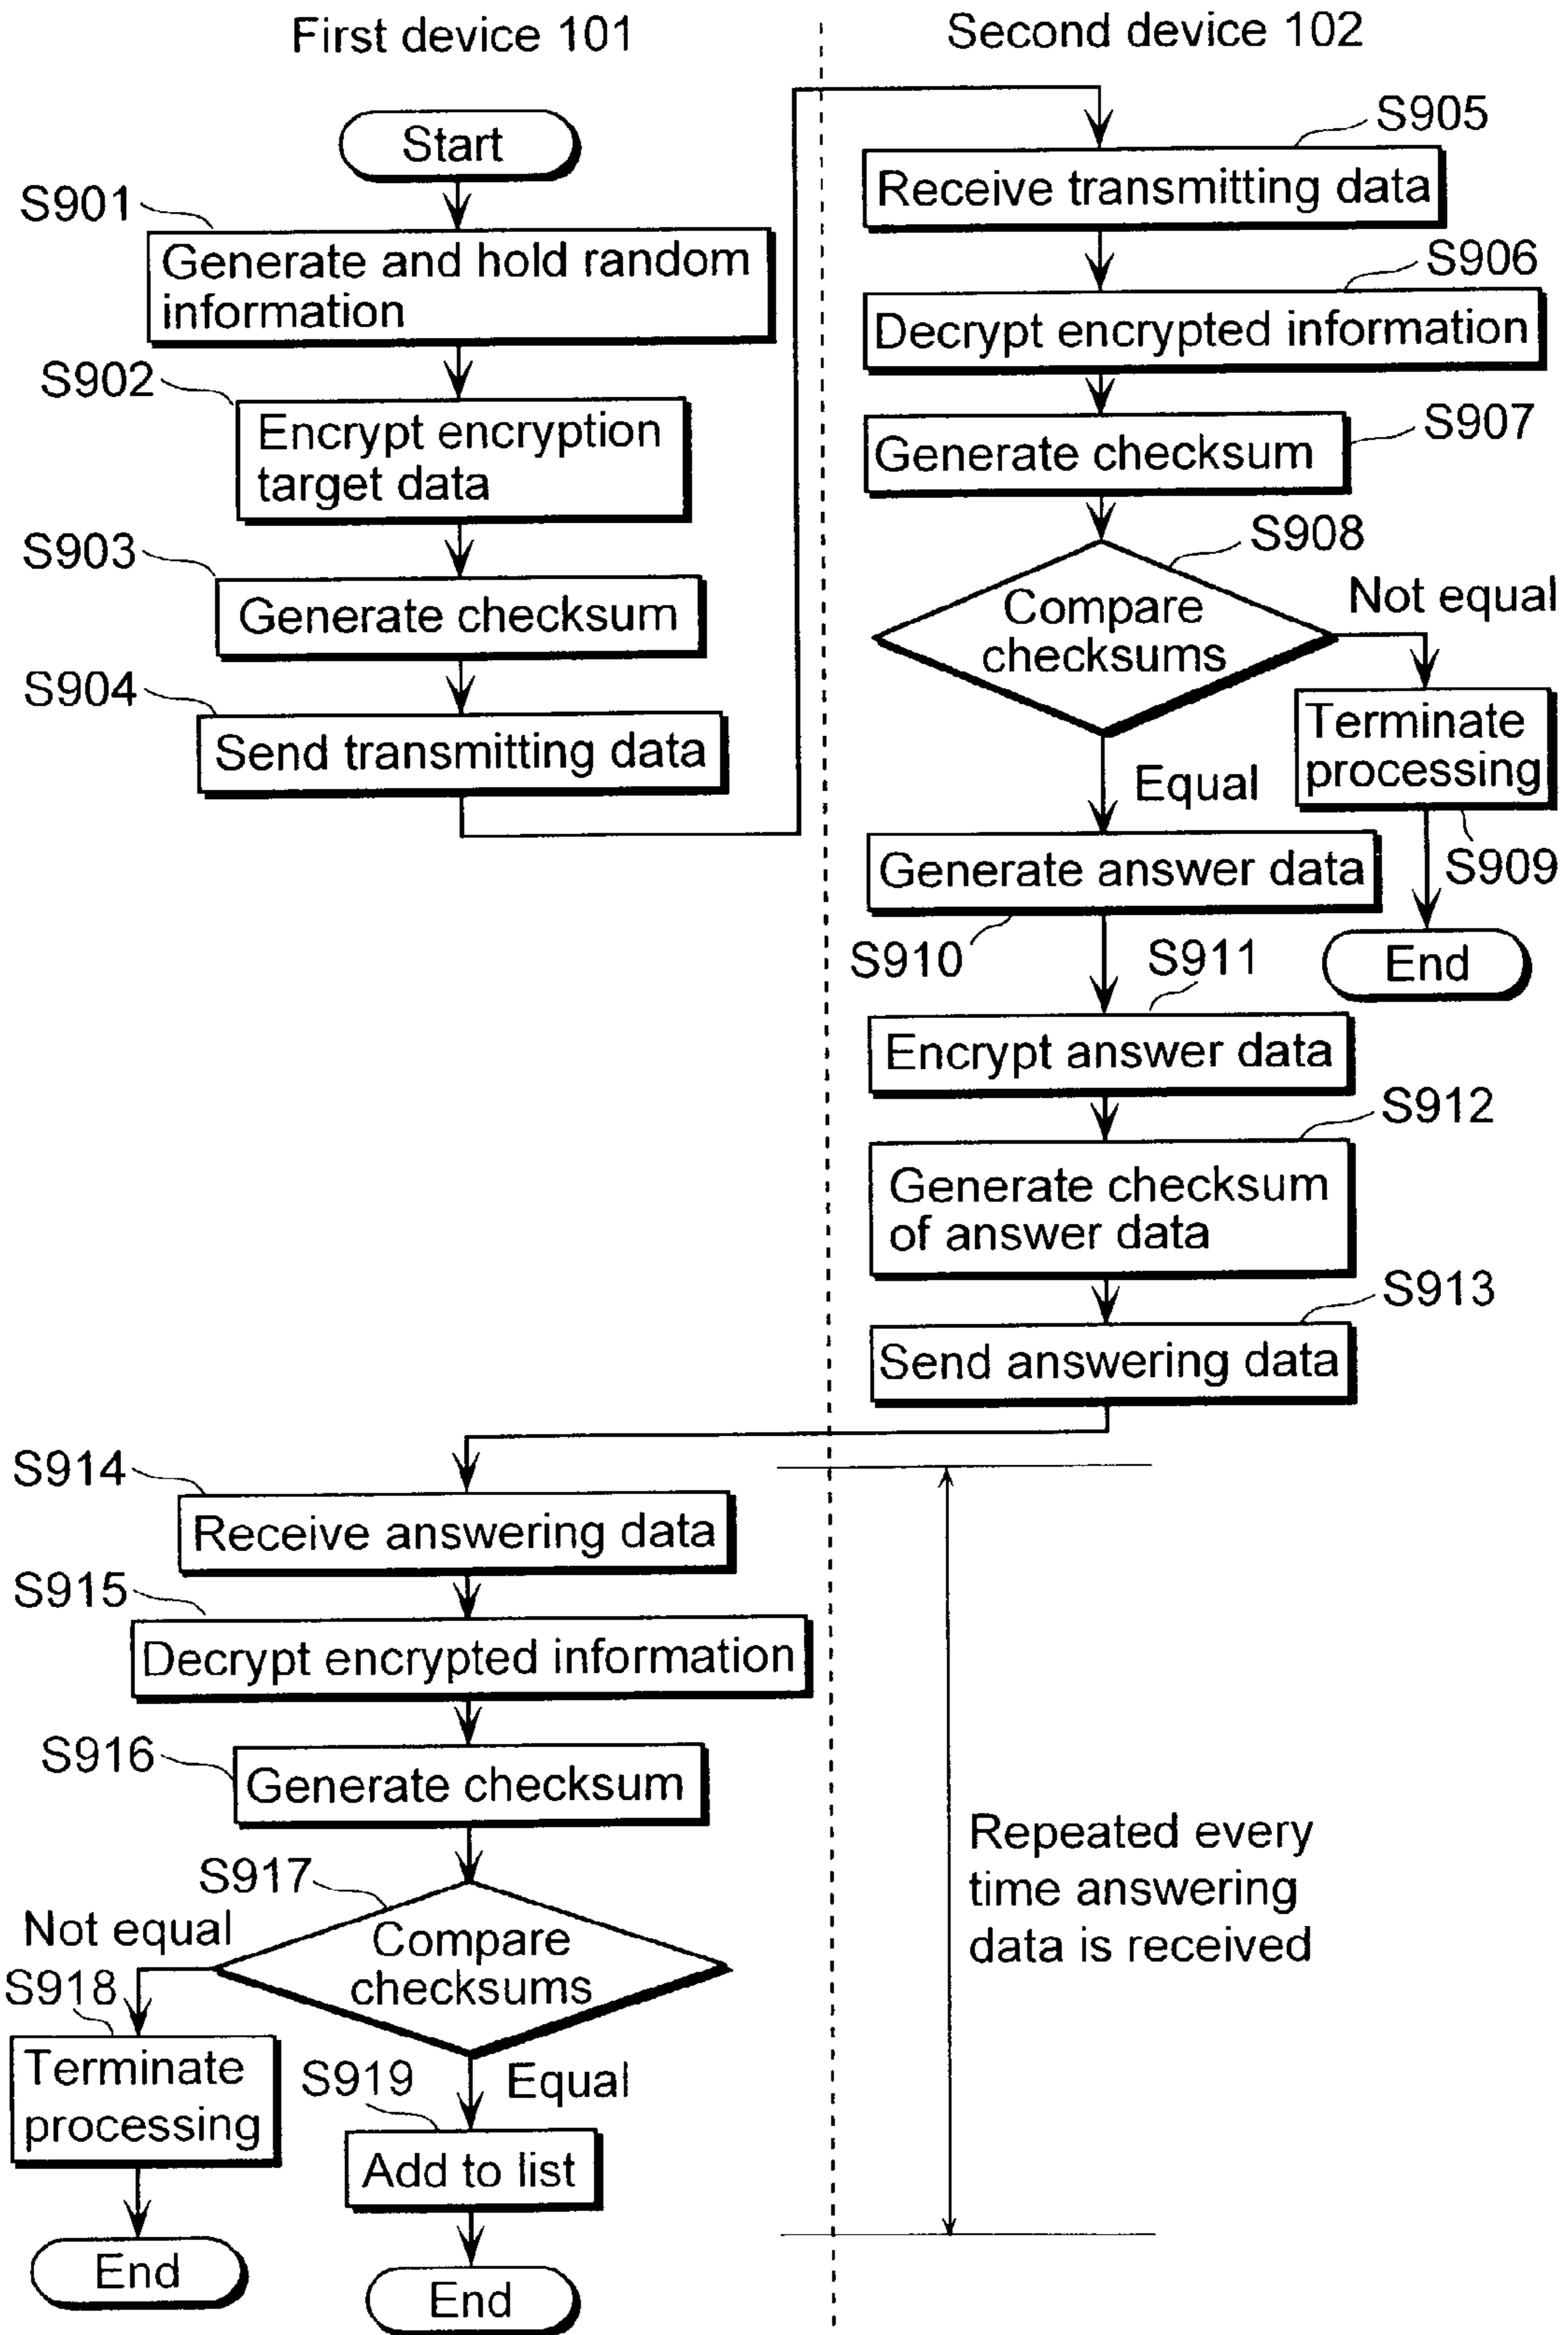 First device 101
Second device 102
Start
S901
Generate and hold random
information
S902
Encrypt encryption
target data
S903
Generate checksum
S904
Send transmitting data
S905
Receive transmitting data
S906
Decrypt encrypted information
S907
Generate checksum
S908
Compare
checksums
Not equal
Terminate
processing
S909
End
Equal
Generate answer data
S910
S911
Encrypt answer data
S912
Generate checksum
of answer data
S913
Send answering data
S914
Receive answering data
S915
Decrypt encrypted information
S916
Generate checksum
S917
Compare
checksums
Not equal
S918
Terminate
processing
End
Equal
S919
Add to list
End
Repeated every
time answering
data is received